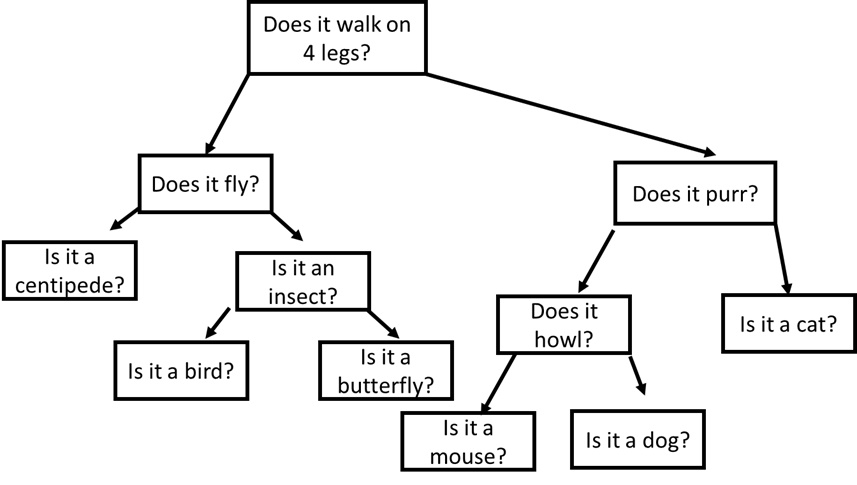 Does it walk on
4 legs?
Does it fly?
Does it purr?
Is it a
centipede?
Is it an
insect?
Does it
howl?
Is it a cat?
Is it a bird?
Is it a
butterfly?
Is it a
mouse?
Is it a dog?